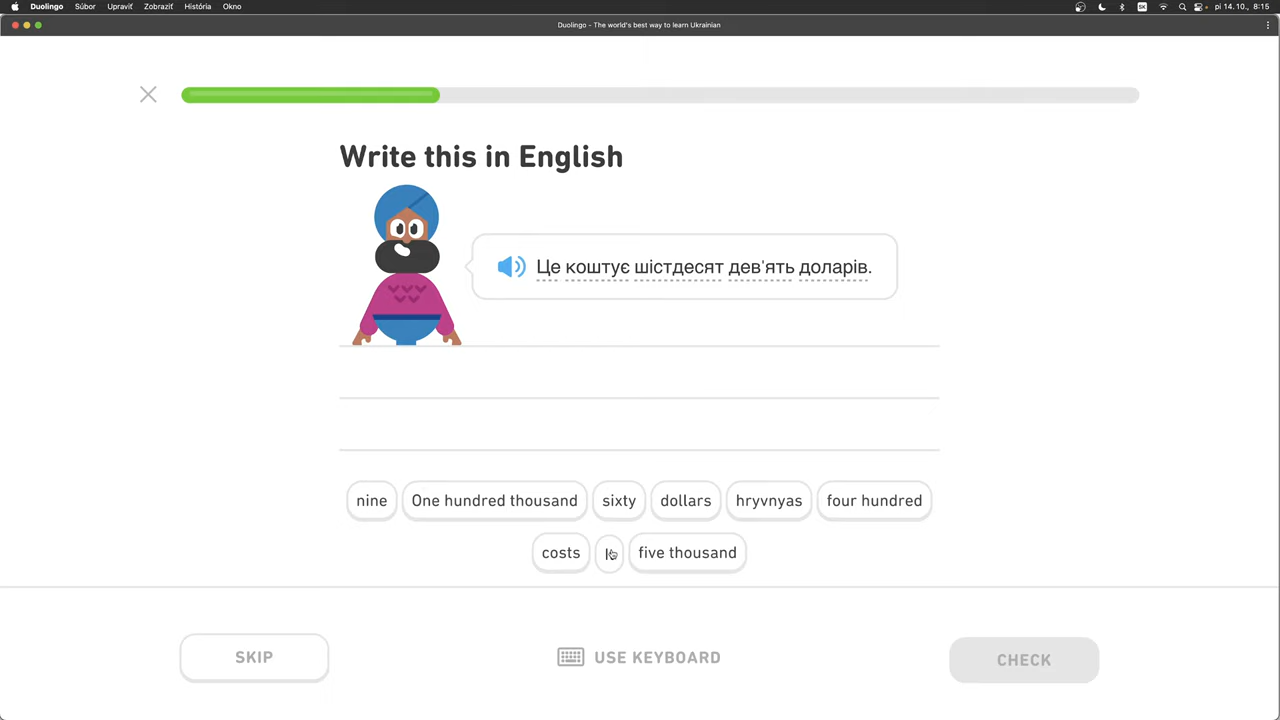 Duolingo Súbor Upraviť Zobraziť História Okno SK pi 14. 10., 8:15
Duolingo - The world's best way to learn Ukrainian
Write this in English
Це коштує шістдесят дев'ять доларів.
nine One hundred thousand sixty dollars hryvnyas four hundred
costs five thousand
SKIP USE KEYBOARD CHECK